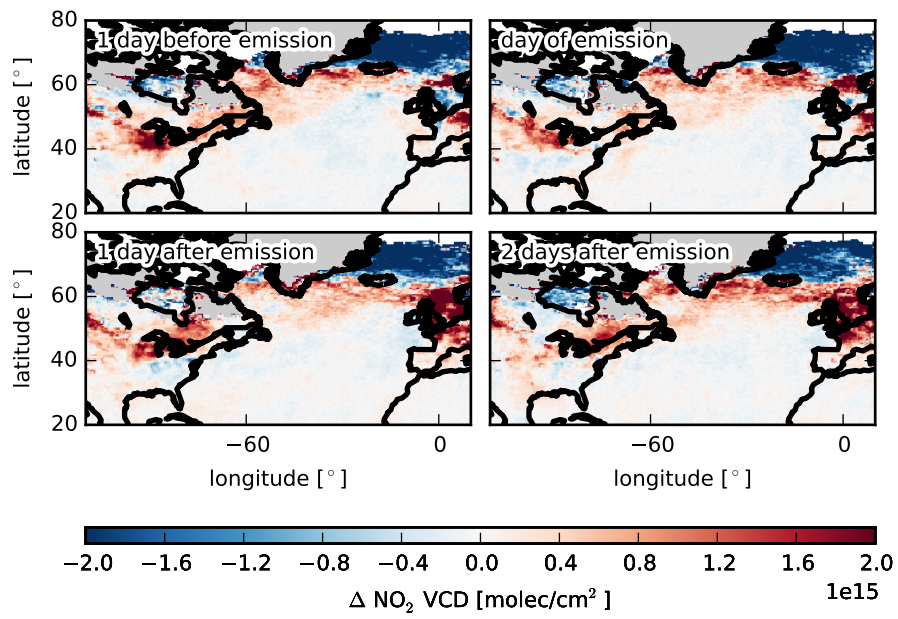 80
1 day before emission
day of emission
60
latitude [°]
40
20
80
1 day after emission
2 days after emission
60
latitude [°]
40
20
−60
0
−60
0
longitude [°]
longitude [°]
−2.0 −1.6 −1.2 −0.8 −0.4 0.0 0.4 0.8 1.2 1.6 2.0
1e15
Δ NO₂ VCD [molec/cm² ]